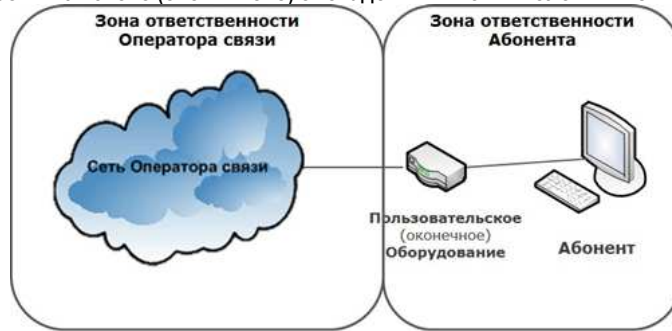 Зона ответственности
Оператора связи
Зона ответственности
Абонента
Сеть Оператора связи
Пользовательское
(оконечное)
Оборудование
Абонент